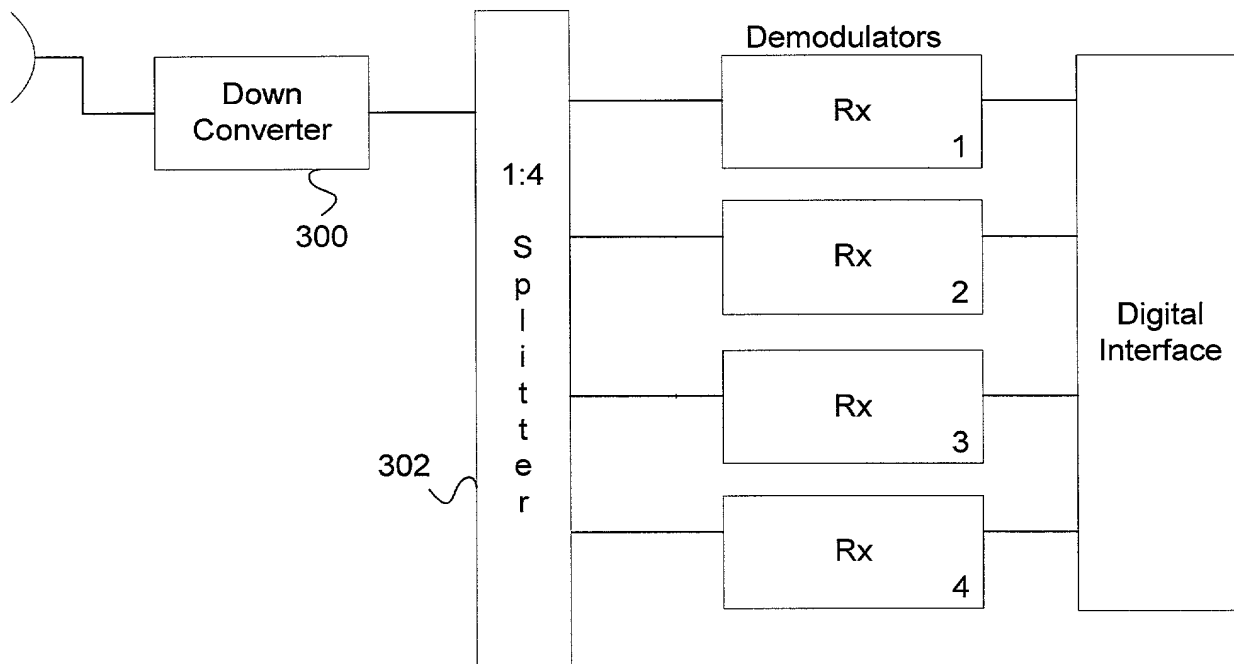 Demodulators
Down
Converter
300
1:4
S
p
l
i
t
t
e
r
302
Rx
1
Rx
2
Rx
3
Rx
4
Digital
Interface